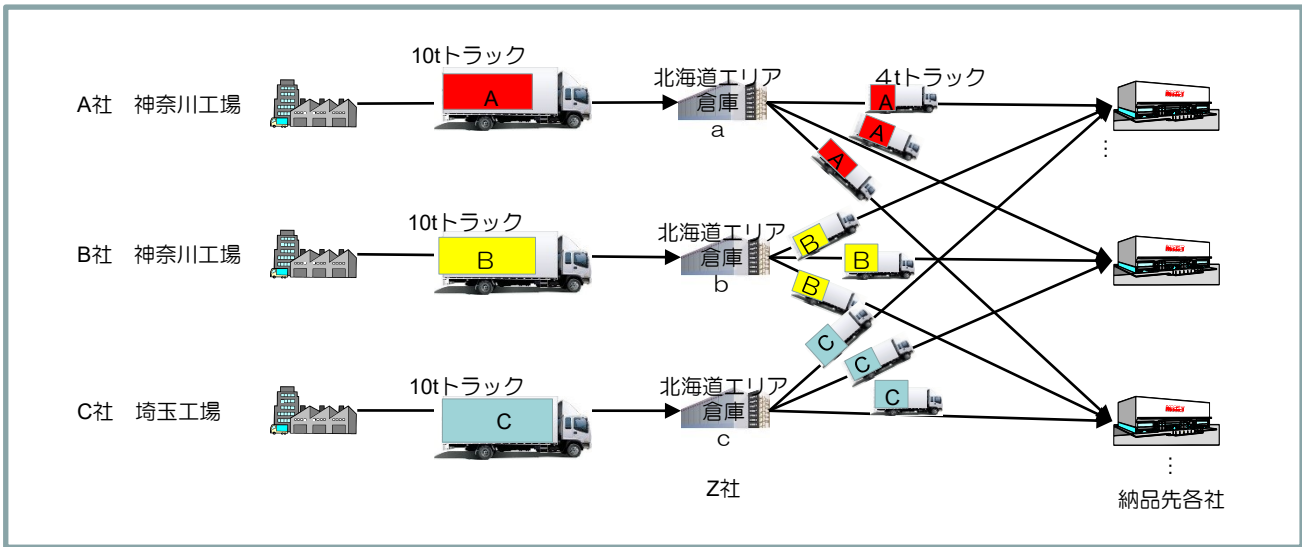 10tトラック
北海道エリア
4tトラック
A社 神奈川工場
A
倉庫
a
A
A
A
⋮
10tトラック
北海道エリア
B社 神奈川工場
B
倉庫
b
B
B
B
10tトラック
北海道エリア
C社 埼玉工場
C
倉庫
c
C
C
C
⋮
Z社
納品先各社